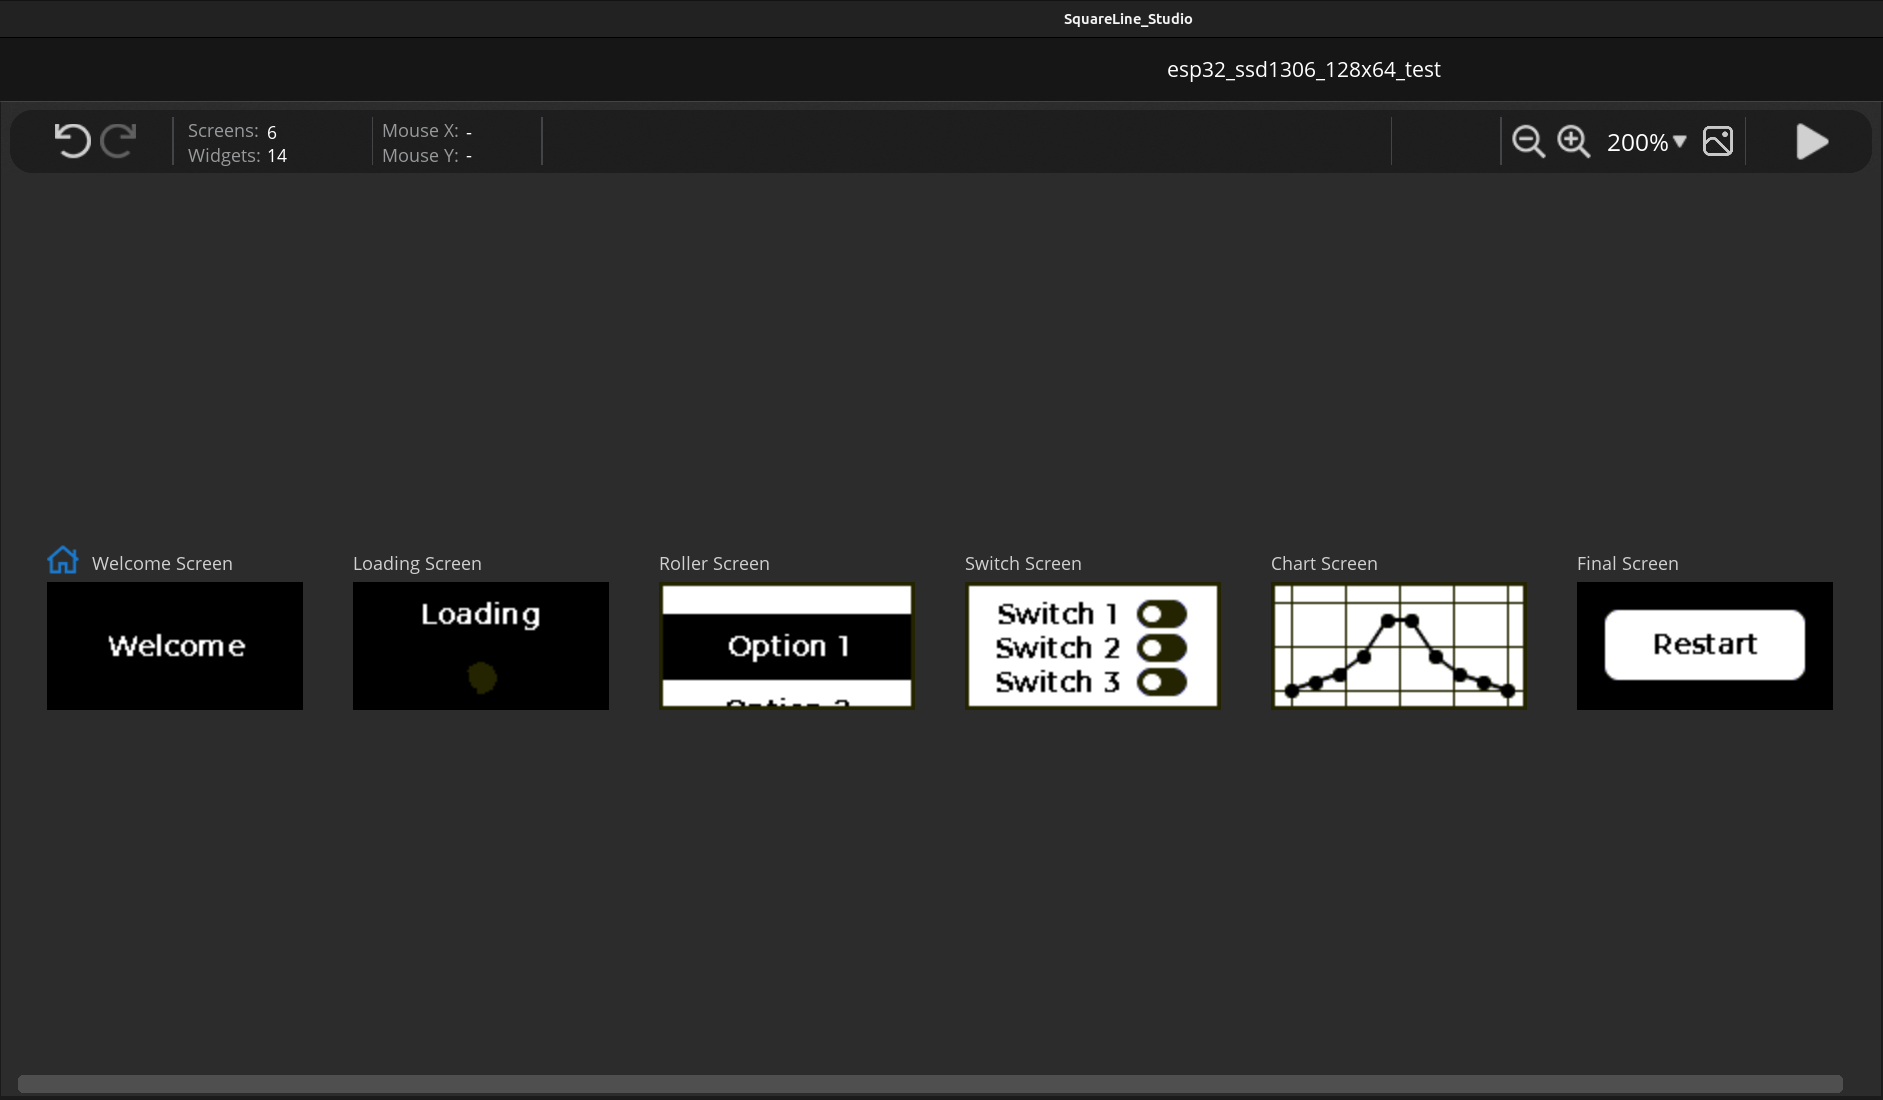 SquareLine_Studio
esp32_ssd1306_128x64_test
Screens: 6
Widgets: 14
Mouse X: -
Mouse Y: -
200%
Welcome Screen
Welcome
Loading Screen
Loading
Roller Screen
Option 1
Switch Screen
Switch 1
Switch 2
Switch 3
Chart Screen
Final Screen
Restart